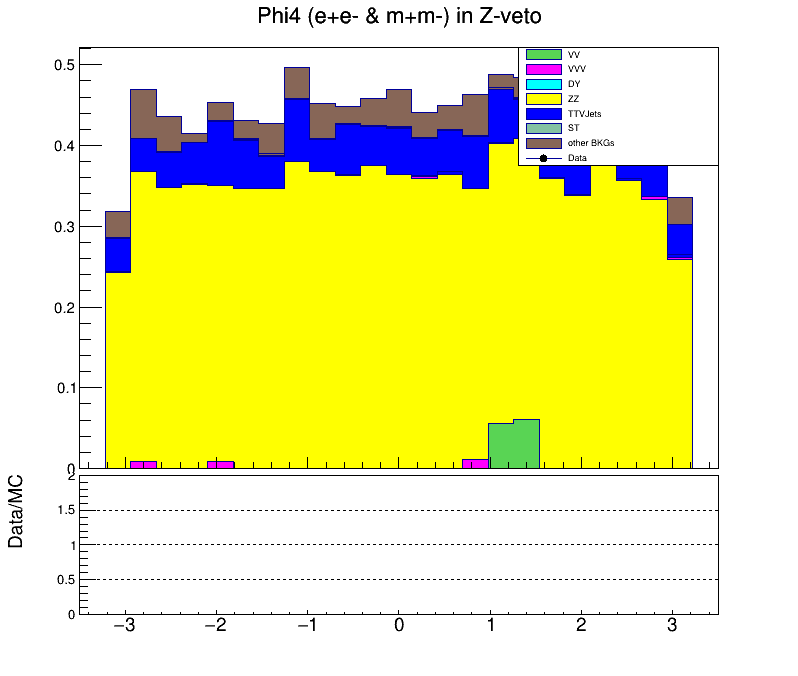 Phi4 (e+e- & m+m-) in Z-veto
0.5
0.4
0.3
0.2
0.1
0
VV
VVV
DY
ZZ
TTVJets
ST
other BKGs
Data
Data/MC
2
1.5
1
0.5
0
−3 −2 −1 0 1 2 3